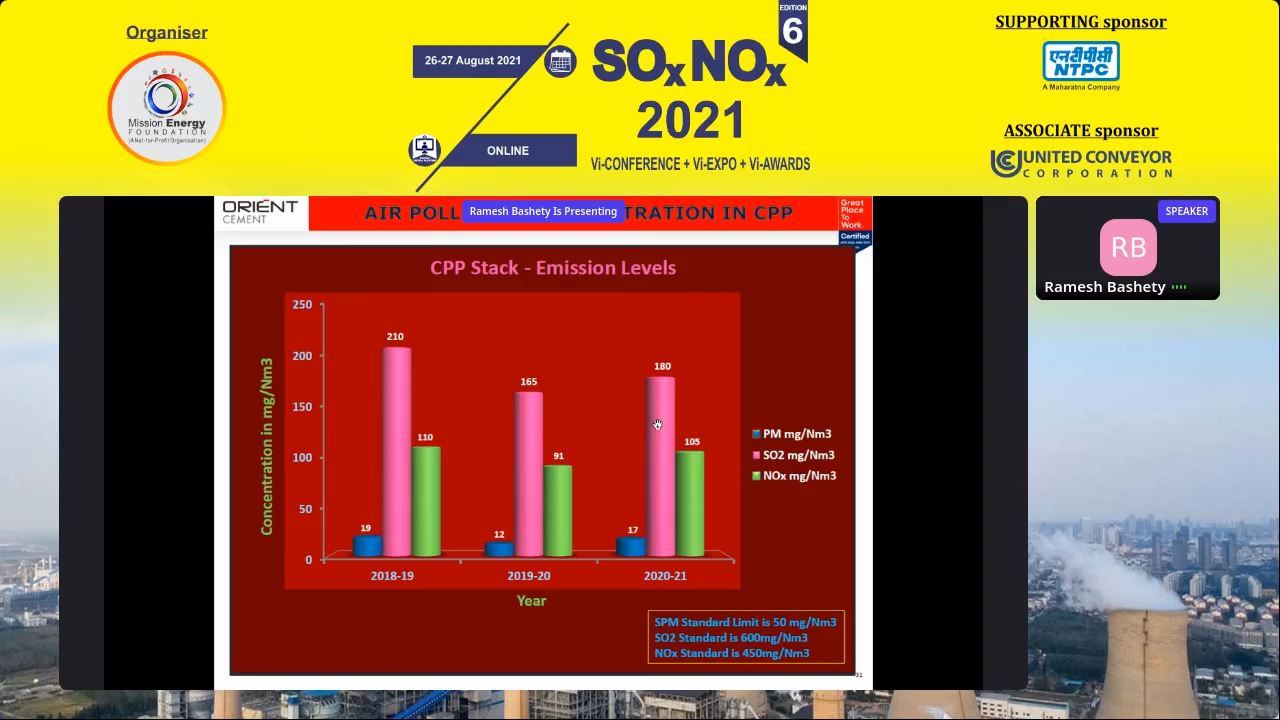 Organiser
Mission Energy
FOUNDATION
(A Not-for-Profit Organisation)
26-27 August 2021
ONLINE
EDITION
6
SOxNOx
2021
Vi-CONFERENCE + Vi-EXPO + Vi-AWARDS
SUPPORTING sponsor
एनटीपीसी
NTPC
A Maharatna Company
ASSOCIATE sponsor
UNITED CONVEYOR
CORPORATION
ORIENT
CEMENT
AIR POLL
Ramesh Bashety Is Presenting
TRATION IN CPP
Great
Place
To
Work.
Certified
SPEAKER
RB
Ramesh Bashety
CPP Stack - Emission Levels
Concentration in mg/Nm3
250
200
150
100
50
0
19
210
110
12
165
91
17
180
105
2018-19
2019-20
2020-21
Year
PM mg/Nm3
SO2 mg/Nm3
NOx mg/Nm3
SPM Standard Limit is 50 mg/Nm3
SO2 Standard is 600mg/Nm3
NOx Standard is 450mg/Nm3
31